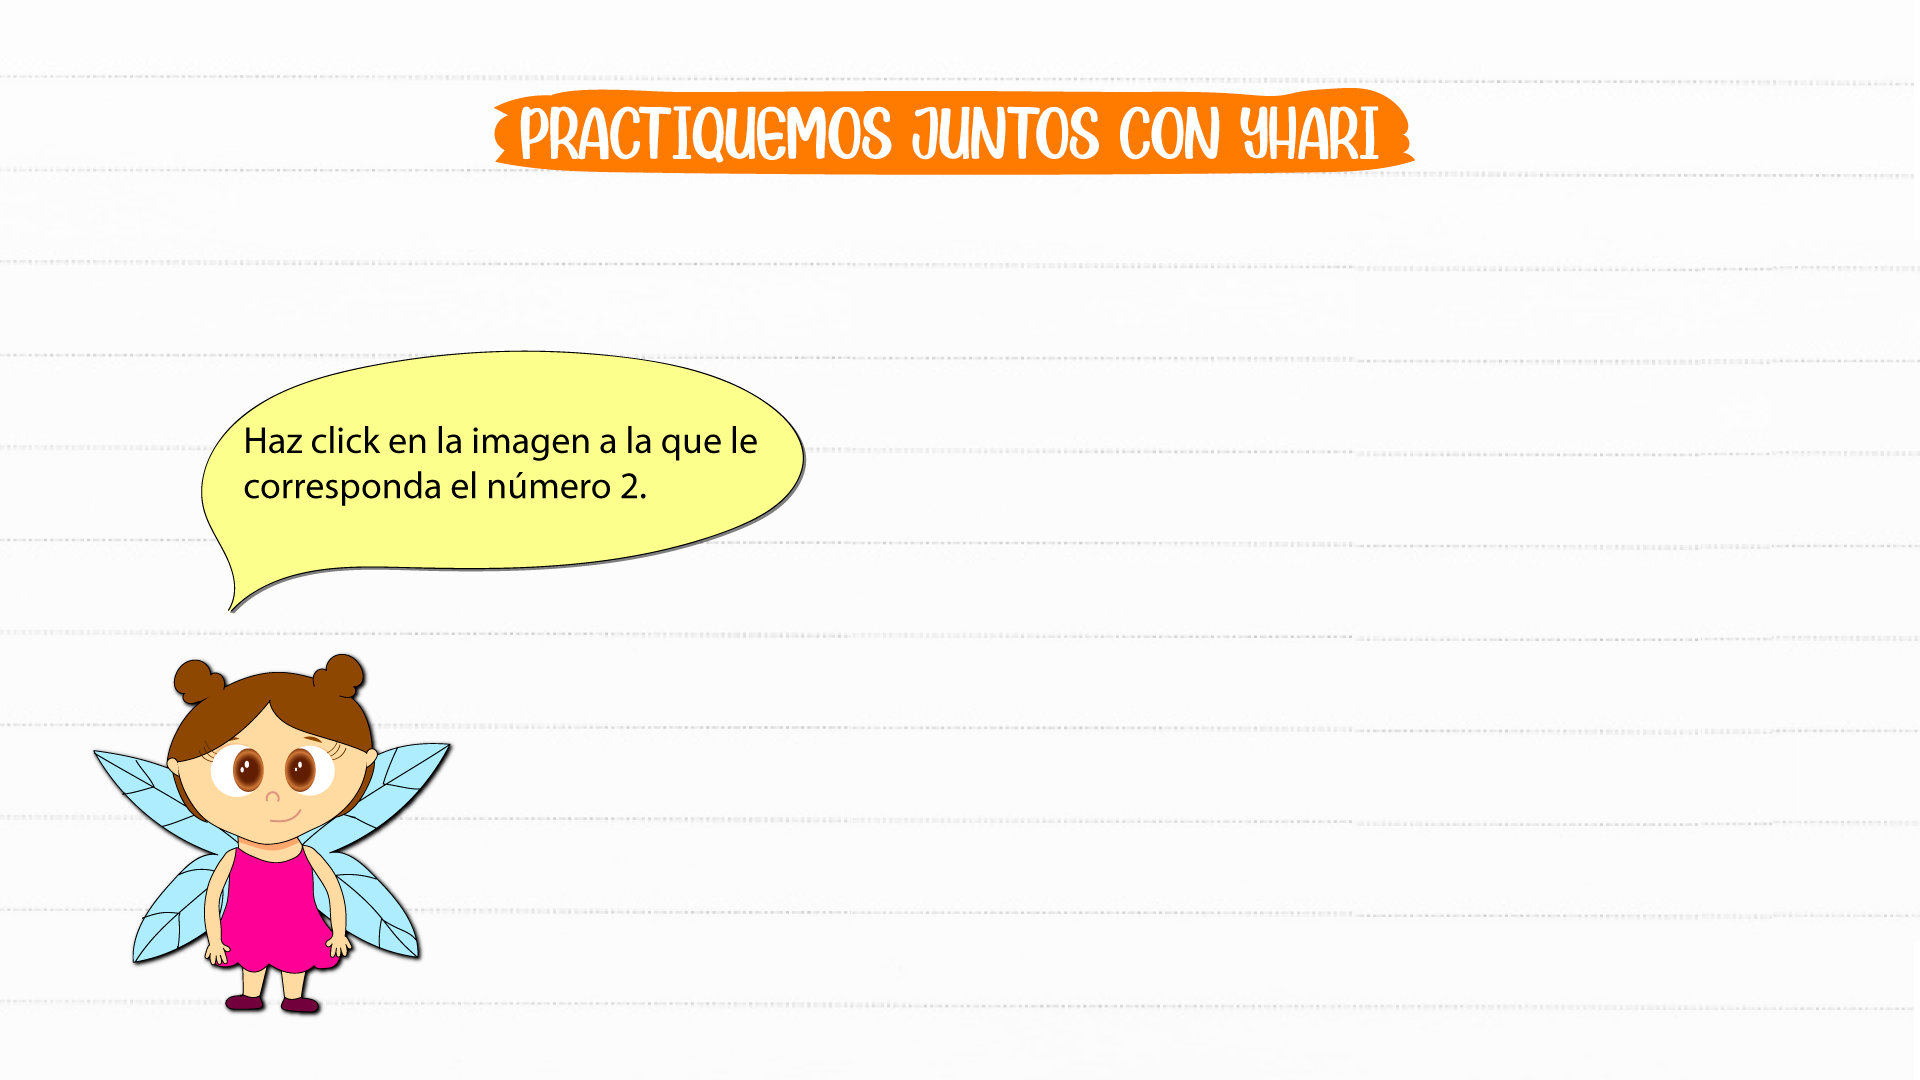 PRACTIQUEMOS JUNTOS CON YHARI
Haz click en la imagen a la que le
corresponda el número 2.